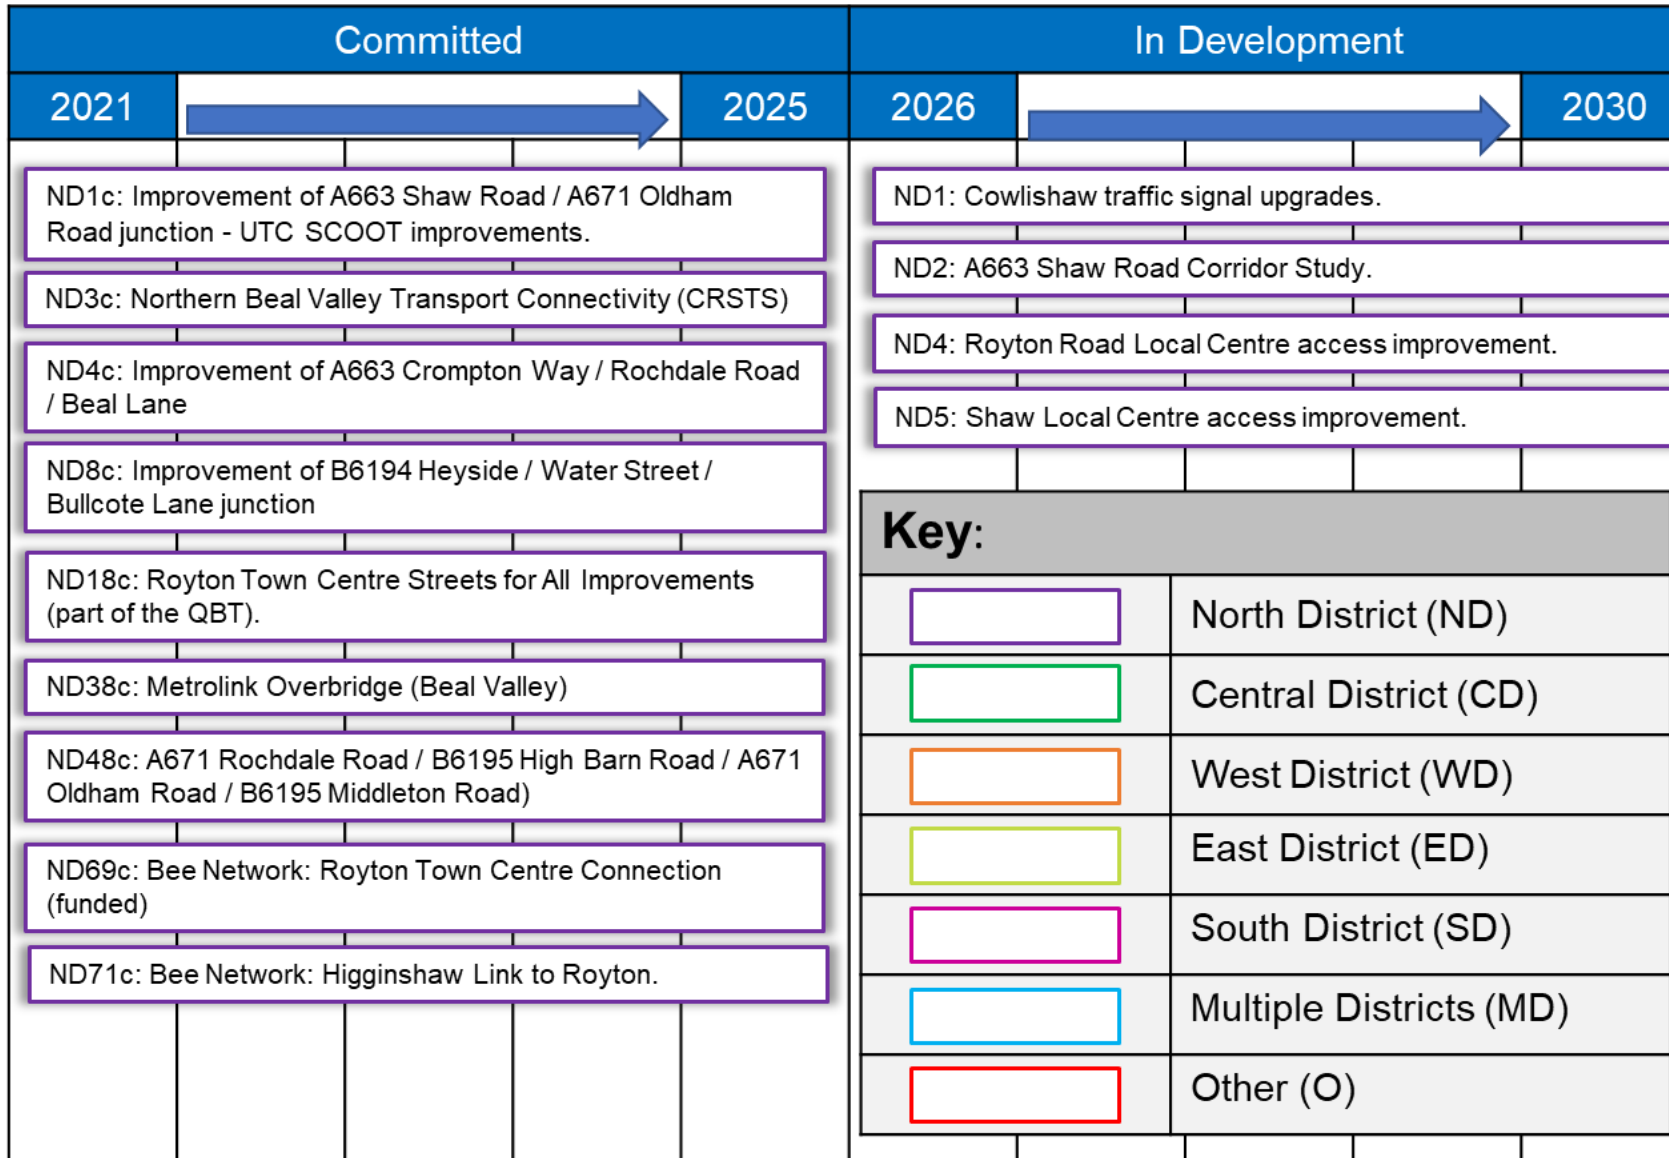 Committed
In Development
2021
2025
2026
2030
ND1c: Improvement of A663 Shaw Road / A671 Oldham
Road junction - UTC SCOOT improvements.
ND3c: Northern Beal Valley Transport Connectivity (CRSTS)
ND4c: Improvement of A663 Crompton Way / Rochdale Road
/ Beal Lane
ND8c: Improvement of B6194 Heyside / Water Street /
Bullcote Lane junction
ND18c: Royton Town Centre Streets for All Improvements
(part of the QBT).
ND38c: Metrolink Overbridge (Beal Valley)
ND48c: A671 Rochdale Road / B6195 High Barn Road / A671
Oldham Road / B6195 Middleton Road)
ND69c: Bee Network: Royton Town Centre Connection
(funded)
ND71c: Bee Network: Higginshaw Link to Royton.
ND1: Cowlishaw traffic signal upgrades.
ND2: A663 Shaw Road Corridor Study.
ND4: Royton Road Local Centre access improvement.
ND5: Shaw Local Centre access improvement.
Key:
North District (ND)
Central District (CD)
West District (WD)
East District (ED)
South District (SD)
Multiple Districts (MD)
Other (O)